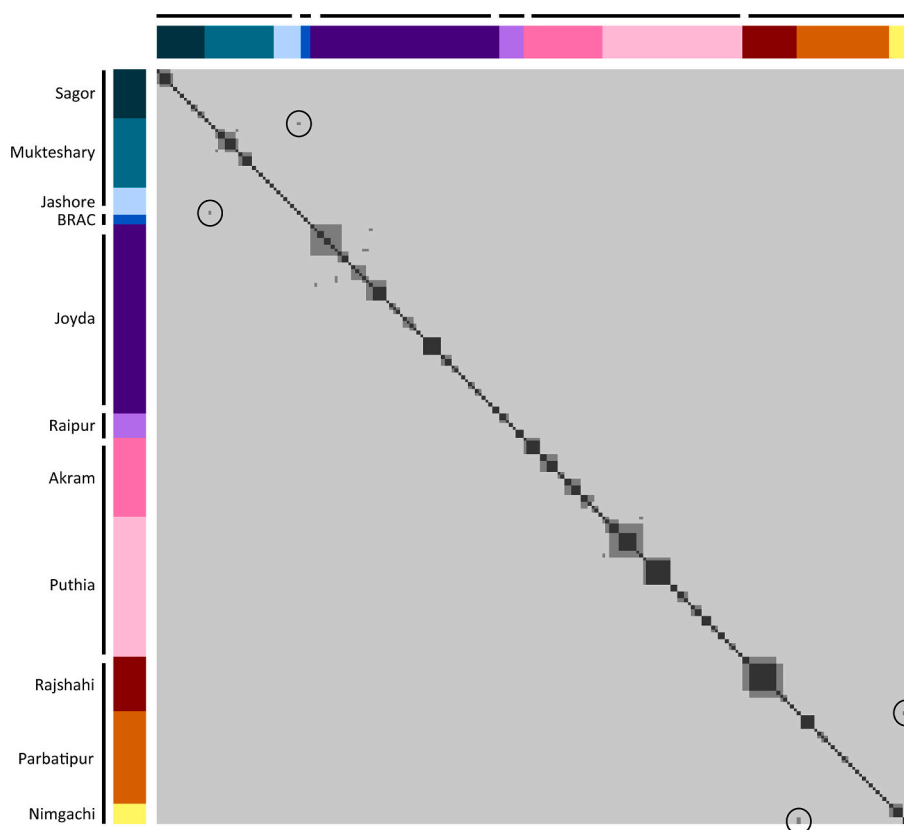 Sagor
Mukteshary
Jashore
BRAC
Joyda
Raipur
Akram
Puthia
Rajshahi
Parbatipur
Nimgachi